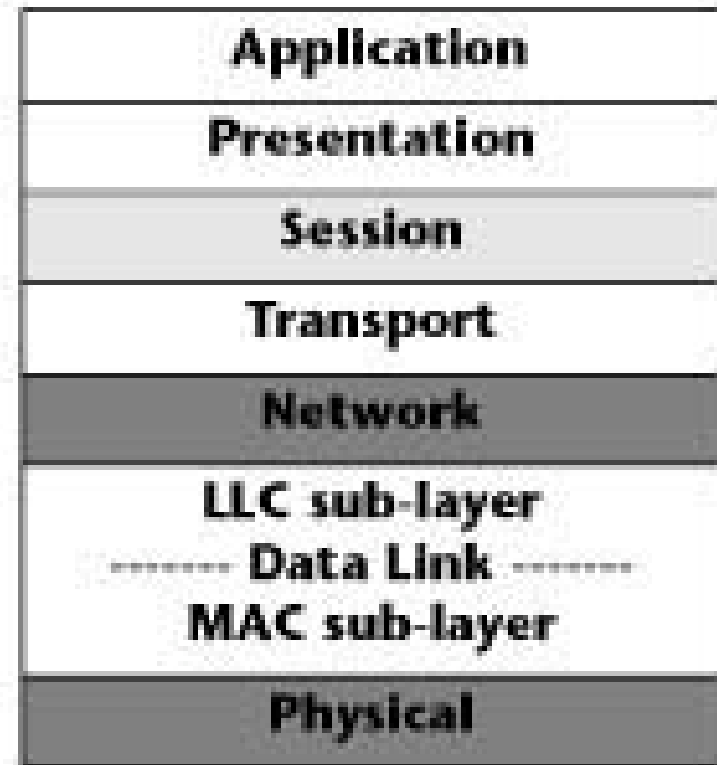 Application
Presentation
Session
Transport
Network
LLC sub-layer
Data Link
MAC sub-layer
Physical